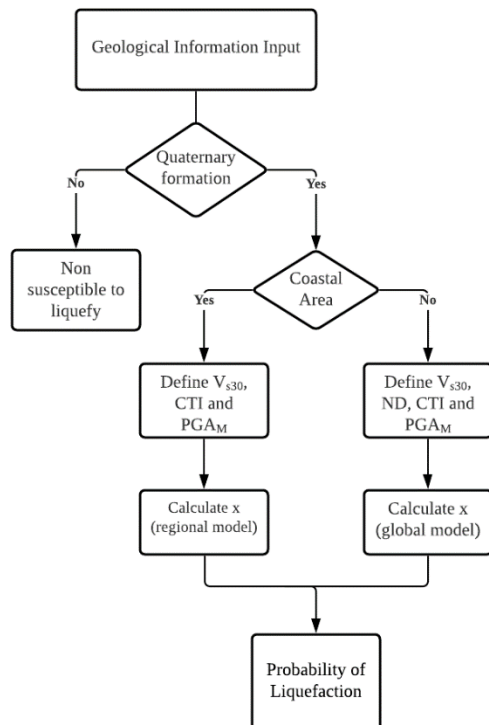 Geological Information Input
Quaternary
formation
No
Yes
Non
susceptible to
liquefy
Coastal
Area
Yes
No
Define Vs30,
CTI and
PGAM
Define Vs30,
ND, CTI and
PGAM
Calculate x
(regional model)
Calculate x
(global model)
Probability of
Liquefaction